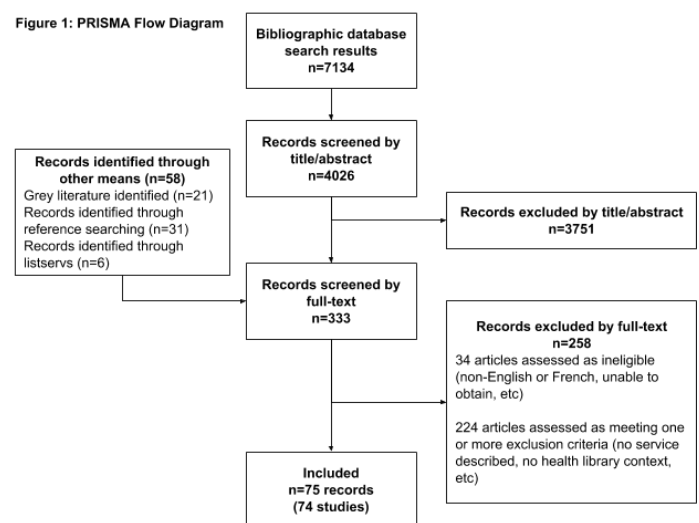 Figure 1: PRISMA Flow Diagram
Bibliographic database
search results
n=7134
Records screened by
title/abstract
n=4026
Records identified through
other means (n=58)
Grey literature identified (n=21)
Records identified through
reference searching (n=31)
Records identified through
listservs (n=6)
Records excluded by title/abstract
n=3751
Records screened by
full-text
n=333
Records excluded by full-text
n=258
34 articles assessed as ineligible
(non-English or French, unable to
obtain, etc)
224 articles assessed as meeting one
or more exclusion criteria (no service
described, no health library context,
etc)
Included
n=75 records
(74 studies)